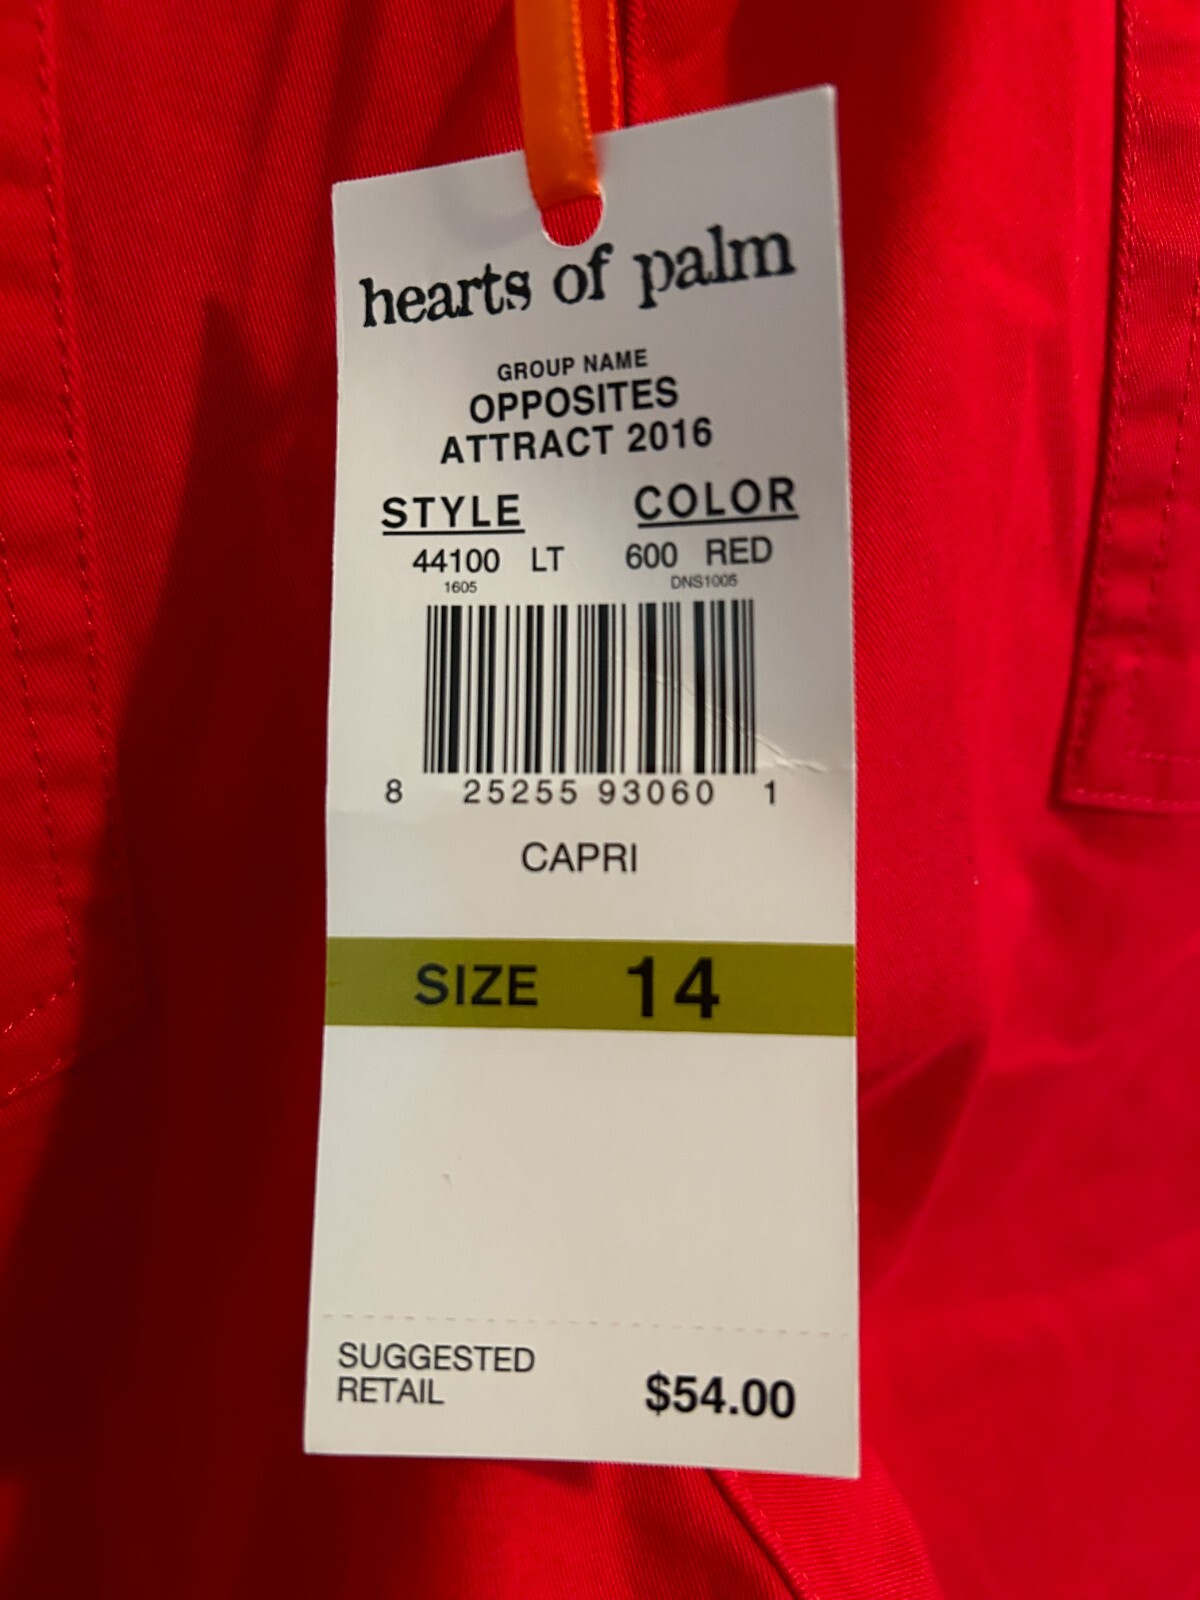 hearts of palm
GROUP NAME
OPPOSITES
ATTRACT 2016
STYLE COLOR
44100 LT 600 RED
1605 DNS1005
8 25255 93060 1
CAPRI
SIZE 14
SUGGESTED
RETAIL $54.00